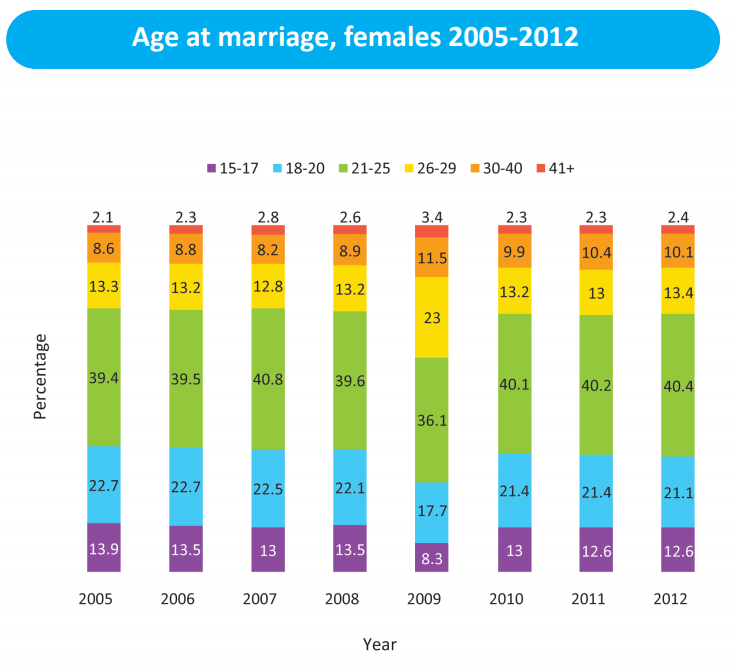 Age at marriage, females 2005-2012
15-17 18-20 21-25 26-29 30-40 41+
2.1 2.3 2.8 2.6 3.4 2.3 2.3 2.4
8.6 8.8 8.2 8.9 11.5 9.9 10.4 10.1
13.3 13.2 12.8 13.2 23 13.2 13 13.4
39.4 39.5 40.8 39.6 36.1 40.1 40.2 40.4
22.7 22.7 22.5 22.1 17.7 21.4 21.4 21.1
13.9 13.5 13 13.5 8.3 13 12.6 12.6
Percentage
2005 2006 2007 2008 2009 2010 2011 2012
Year